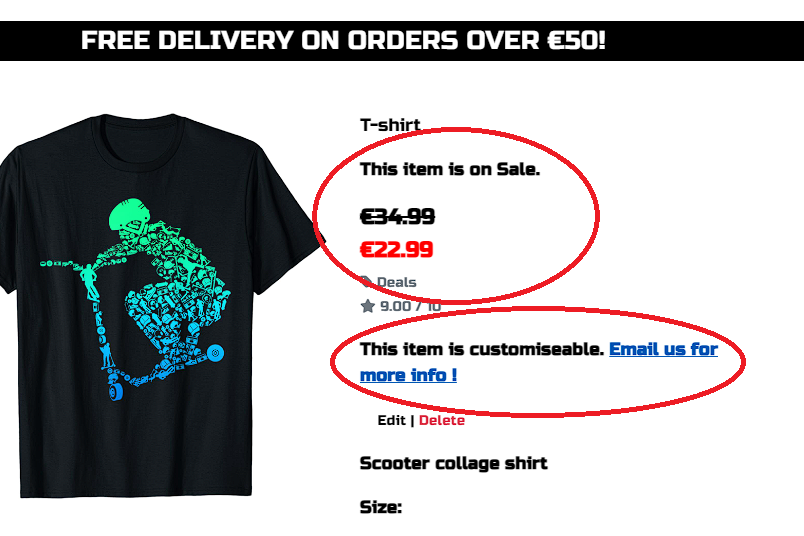 FREE DELIVERY ON ORDERS OVER €50!
T-shirt
This item is on Sale.
€34.99
€22.99
Deals
9.00 / 10
This item is customiseable. Email us for
more info !
Edit | Delete
Scooter collage shirt
Size: